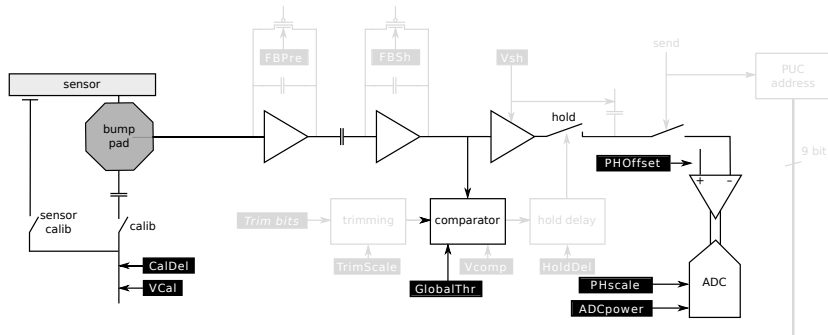 FBPre
FBSh
Vsh
send
PUC
address
sensor
bump
pad
hold
9 bit
PHOffset
+
–
sensor
calib
calib
Trim bits
trimming
comparator
hold delay
CalDel
VCal
TrimScale
Vcomp
HoldDel
GlobalThr
PHscale
ADCpower
ADC